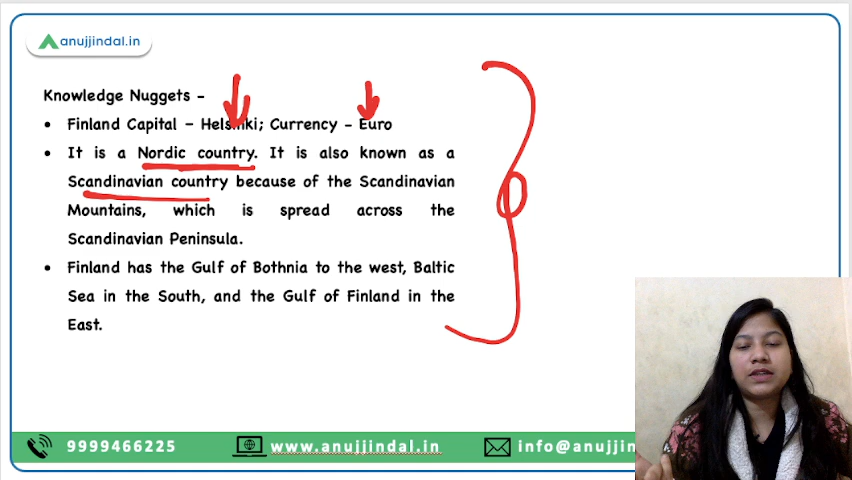 anujjindal.in
Knowledge Nuggets –
• Finland Capital – Helsinki; Currency – Euro
• It is a Nordic country. It is also known as a
Scandinavian country because of the Scandinavian
Mountains, which is spread across the
Scandinavian Peninsula.
• Finland has the Gulf of Bothnia to the west, Baltic
Sea in the South, and the Gulf of Finland in the
East.
9999466225 www.anujjindal.in info@anujjin